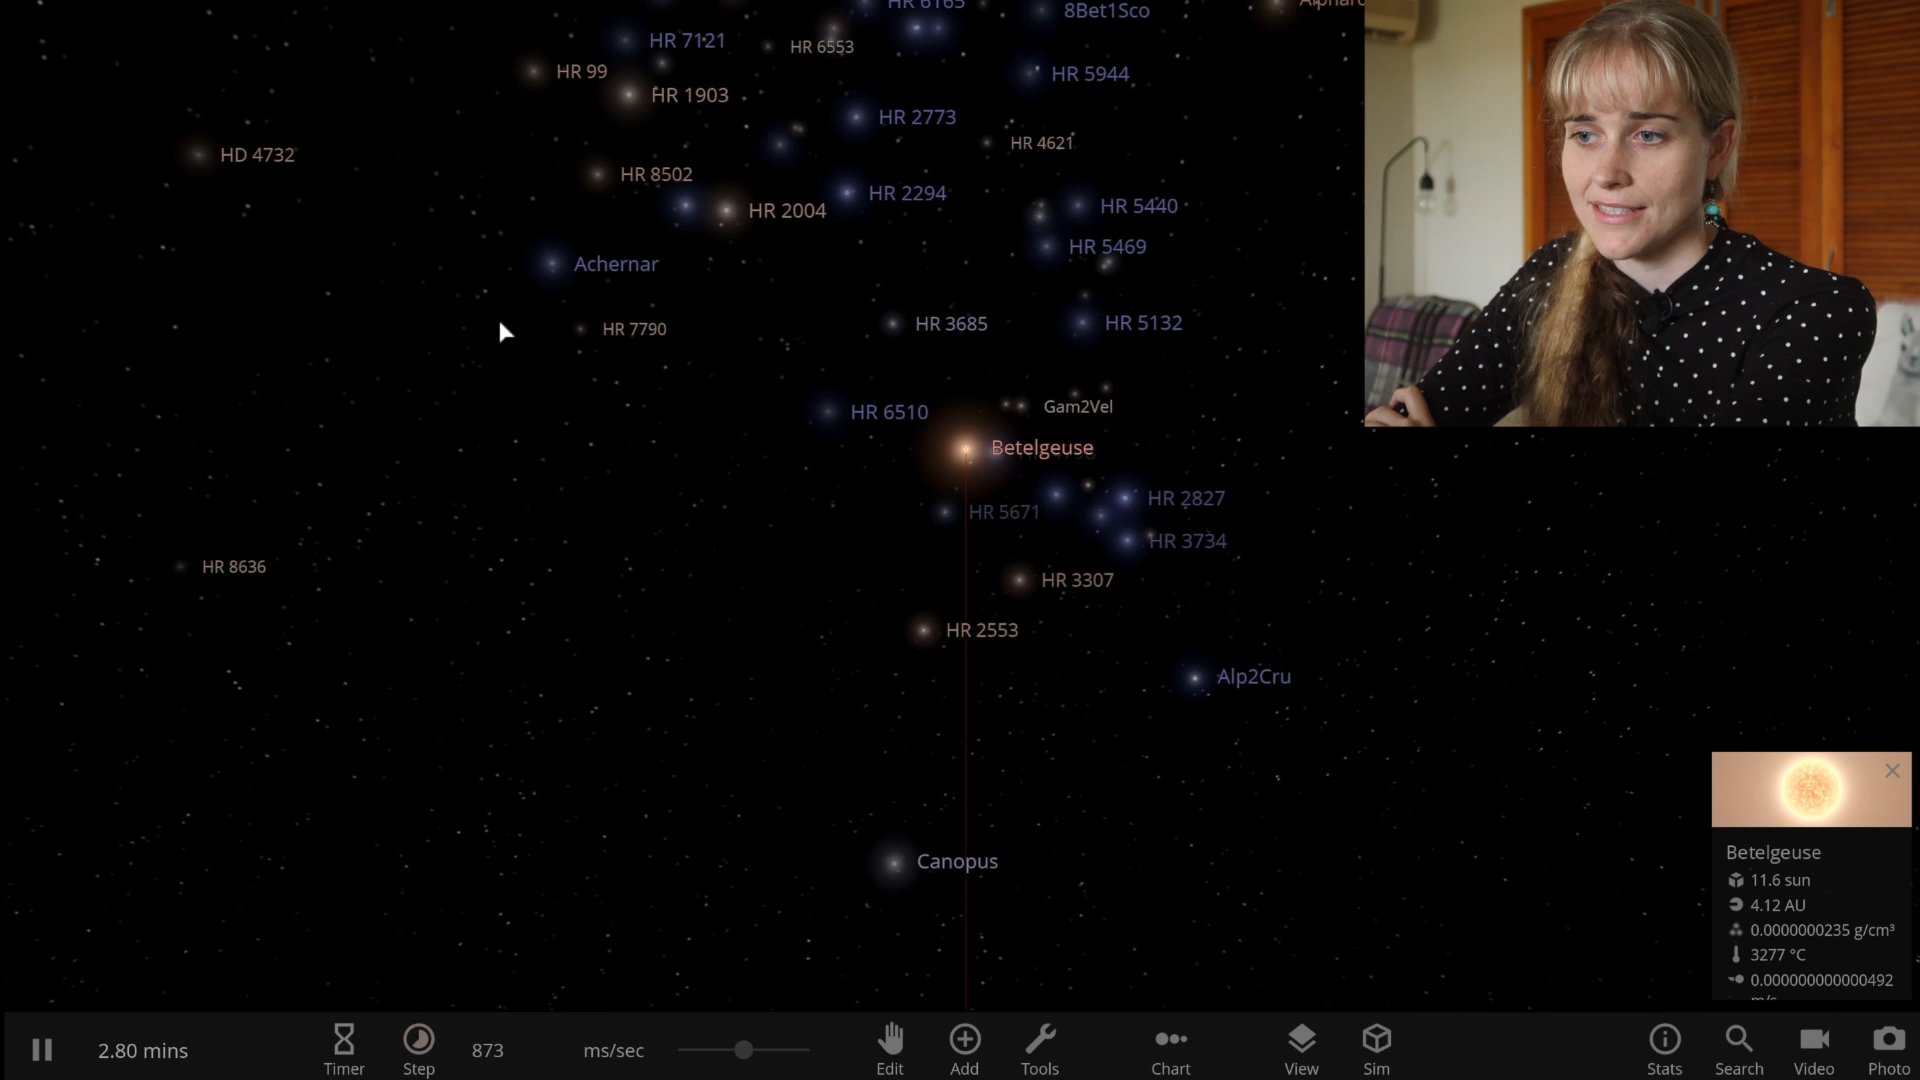 HR 6165
8Bet1Sco
Alphard
HR 7121
HR 6553
HR 99
HR 5944
HR 1903
HR 2773
HR 4621
HD 4732
HR 8502
HR 2294
HR 2004
HR 5440
HR 5469
Achernar
HR 7790
HR 3685
HR 5132
HR 6510
Gam2Vel
Betelgeuse
HR 2827
HR 5671
HR 3734
HR 8636
HR 3307
HR 2553
Alp2Cru
Canopus
Betelgeuse
11.6 sun
4.12 AU
0.0000000235 g/cm³
3277 °C
0.000000000000492
m/s
2.80 mins
Timer
Step
873
ms/sec
Edit
Add
Tools
Chart
View
Sim
Stats
Search
Video
Photo